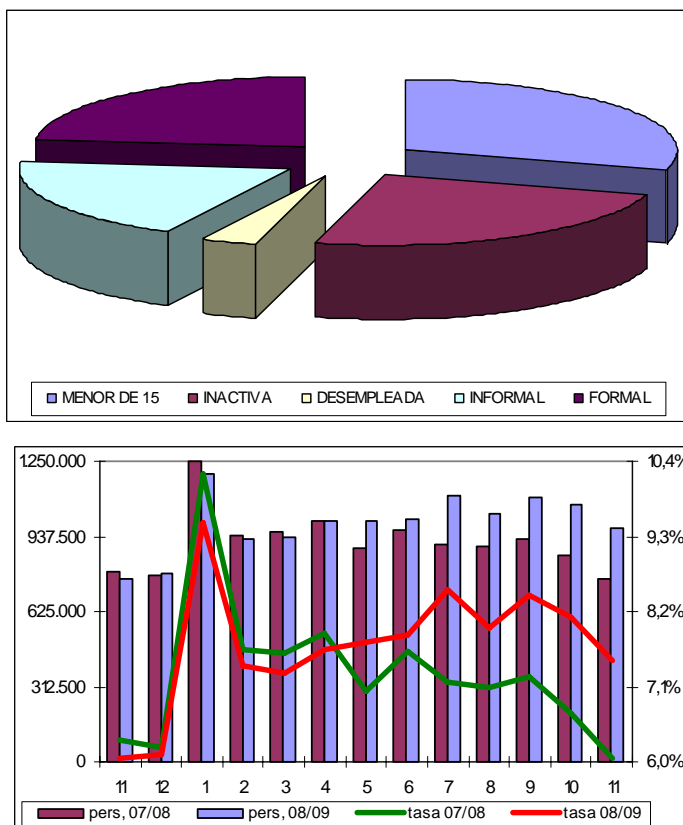 MENOR DE 15 INACTIVA DESEMPLEADA INFORMAL FORMAL
1250.000 10,4%
937.500 9,3%
625.000 8,2%
312.500 7,1%
0 6,0%
11 12 1 2 3 4 5 6 7 8 9 10 11
pers, 07/08 pers, 08/09 tasa 07/08 tasa 08/09